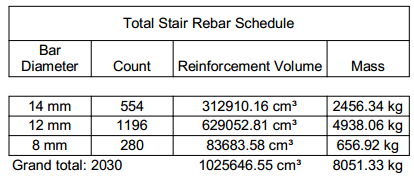 Total Stair Rebar Schedule
Bar Diameter Count Reinforcement Volume Mass
14 mm 554 312910.16 cm³ 2456.34 kg
12 mm 1196 629052.81 cm³ 4938.06 kg
8 mm 280 83683.58 cm³ 656.92 kg
Grand total: 2030 1025646.55 cm³ 8051.33 kg